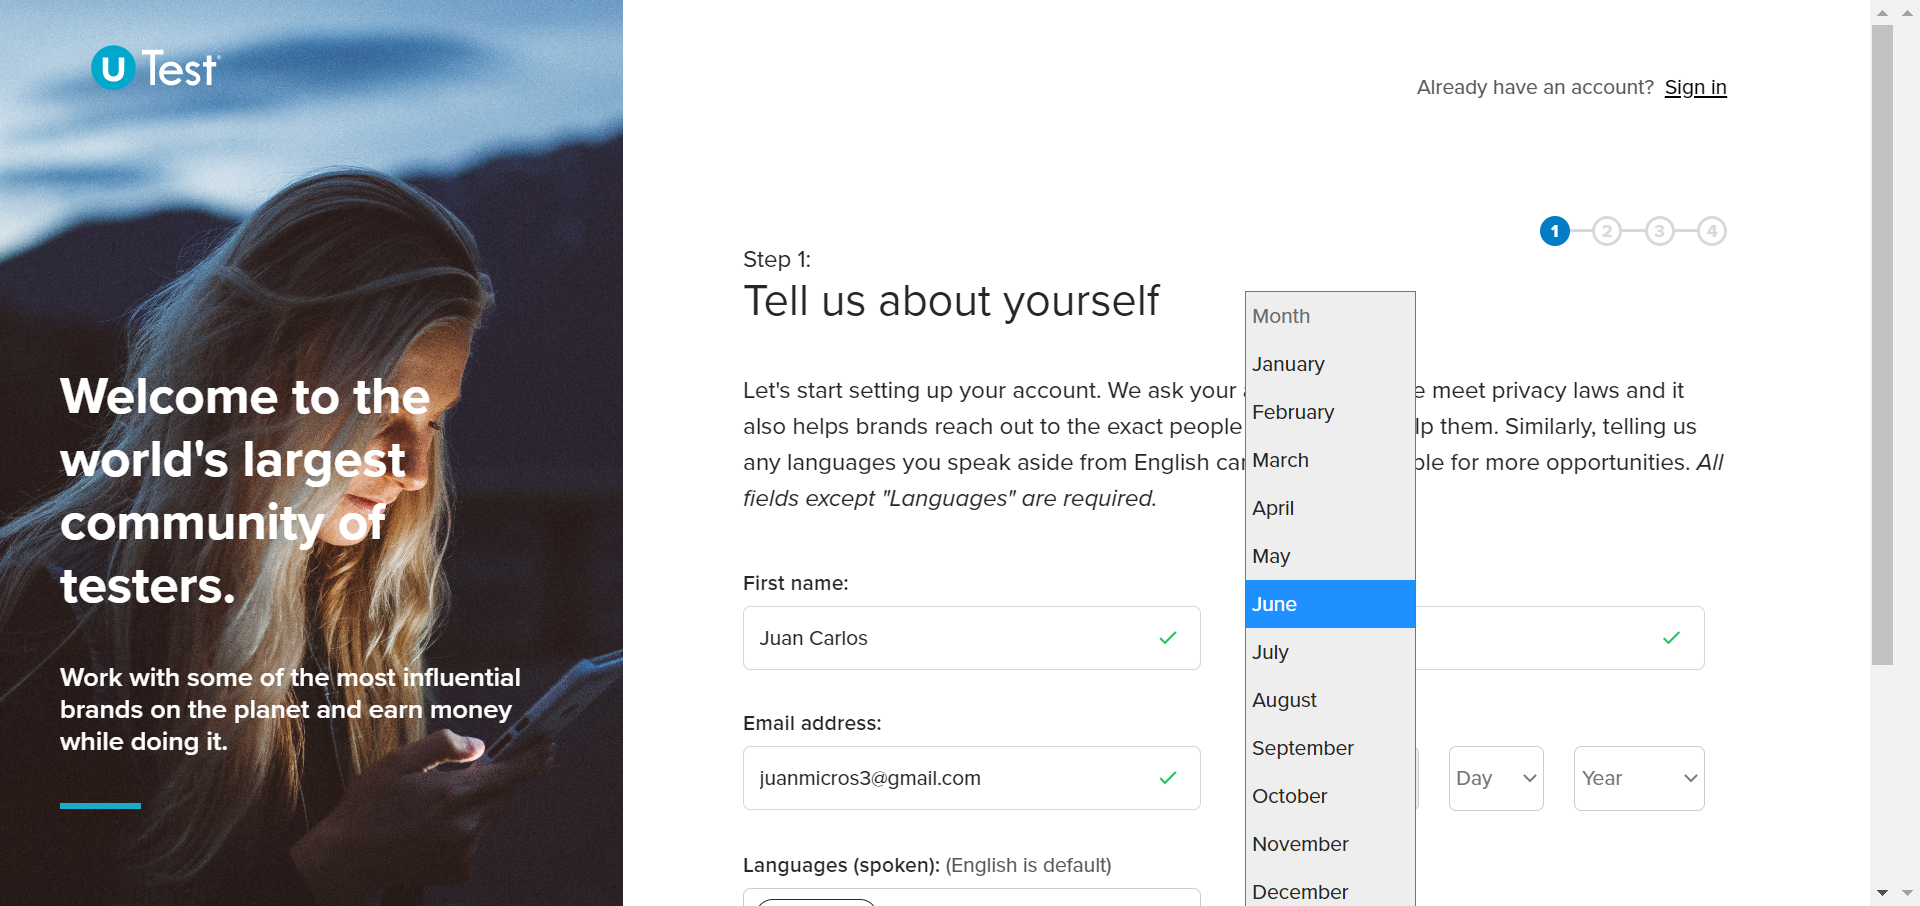 u Test
Welcome to the
world's largest
community of
testers.
Work with some of the most influential
brands on the planet and earn money
while doing it.
Already have an account? Sign in
1 2 3 4
Step 1:
Tell us about yourself
Let's start setting up your account. We ask your meet privacy laws and it
also helps brands reach out to the exact people them. Similarly, telling us
any languages you speak aside from English for more opportunities. All
fields except "Languages" are required.
First name:
Juan Carlos
Email address:
juanmicros3@gmail.com
Languages (spoken): (English is default)
Month
January
February
March
April
May
June
July
August
September
October
November
December
Day
Year